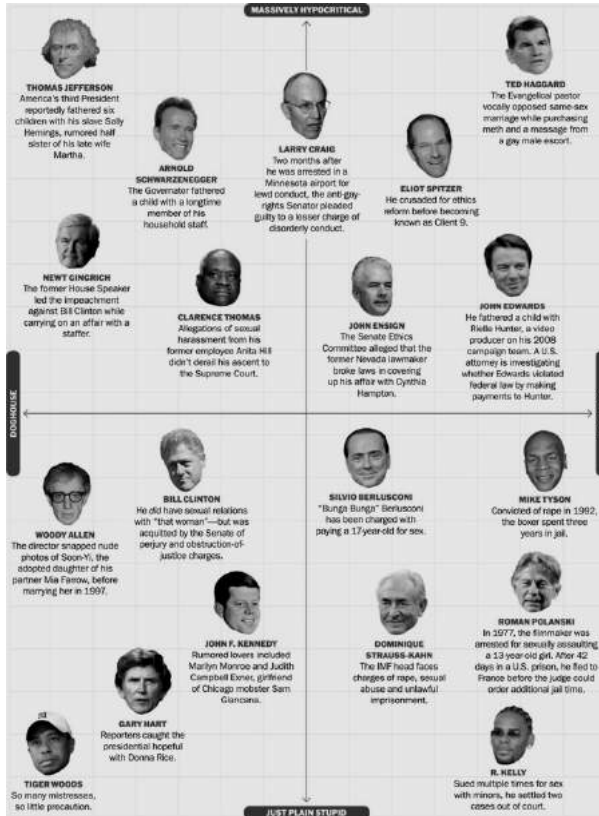 MASSIVELY HYPOCRITICAL
THOMAS JEFFERSON
America's third President
reportedly fathered six
children with his slave Sally
Hemings, rumored half
sister of his late wife
Martha.
ARNOLD
SCHWARZENEGGER
The Governator fathered
a child with a longtime
member of his
household staff.
LARRY CRAIG
Two months after
he was arrested in a
Minnesota airport for
lewd conduct, the anti-gay-
rights Senator pleaded
guilty to a lesser charge of
disorderly conduct.
ELIOT SPITZER
He crusaded for ethics
reform before becoming
known as Client 9.
TED HAGGARD
The Evangelical pastor
vocally opposed same-sex
marriage while purchasing
meth and a message from
a gay male escort.
NEWT GINGRICH
The former House Speaker
led the impeachment
against Bill Clinton while
carrying on an affair with a
staffer.
CLARENCE THOMAS
Allegations of sexual
harassment from his
former employee Anita Hill
didn't derail his ascent to
the Supreme Court.
JOHN ENSIGN
The Senate Ethics
Committee alleged that the
former Nevada lawmaker
broke laws in covering
up his affair with Cynthia
Hampton.
JOHN EDWARDS
He fathered a child with
Rielle Hunter, a video
producer on his 2008
campaign team. A U.S.
attorney is investigating
whether Edwards violated
federal law by making
payments to Hunter.
DOGHOUSE
WOODY ALLEN
The director snapped nude
photos of Soon-Yi, the
adopted daughter of his
partner Mia Farrow, before
marrying her in 1997.
BILL CLINTON
He did have sexual relations
with "that woman"—but was
acquitted by the Senate of
perjury and obstruction-of-
justice charges.
SILVIO BERLUSCONI
"Bunga Bunga" Berlusconi
has been charged with
paying a 17-year-old for sex.
MIKE TYSON
Convicted of rape in 1992,
the boxer spent three
years in jail.
JOHN F. KENNEDY
Rumored lovers included
Marilyn Monroe and Judith
Campbell Exner, girlfriend
of Chicago mobster Sam
Giancana.
DOMINIQUE
STRAUSS-KAHN
The IMF head faces
charges of rape, sexual
abuse and unlawful
imprisonment.
ROMAN POLANSKI
In 1977, the filmmaker was
arrested for sexually assaulting
a 13-year-old girl. After 42
days in a U.S. prison, he fled to
France before the judge could
order additional jail time.
GARY HART
Reporters caught the
presidential hopeful
with Donna Rice.
TIGER WOODS
So many mistresses,
so little precaution.
R. KELLY
Sued multiple times for sex
with minors, he settled two
cases out of court.
JUST PLAIN STUPID